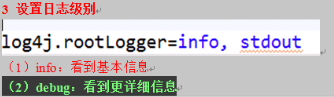 3 设置日志级别
log4j.rootLogger=info, stdout
（1）info：看到基本信息
（2）debug：看到更详细信息